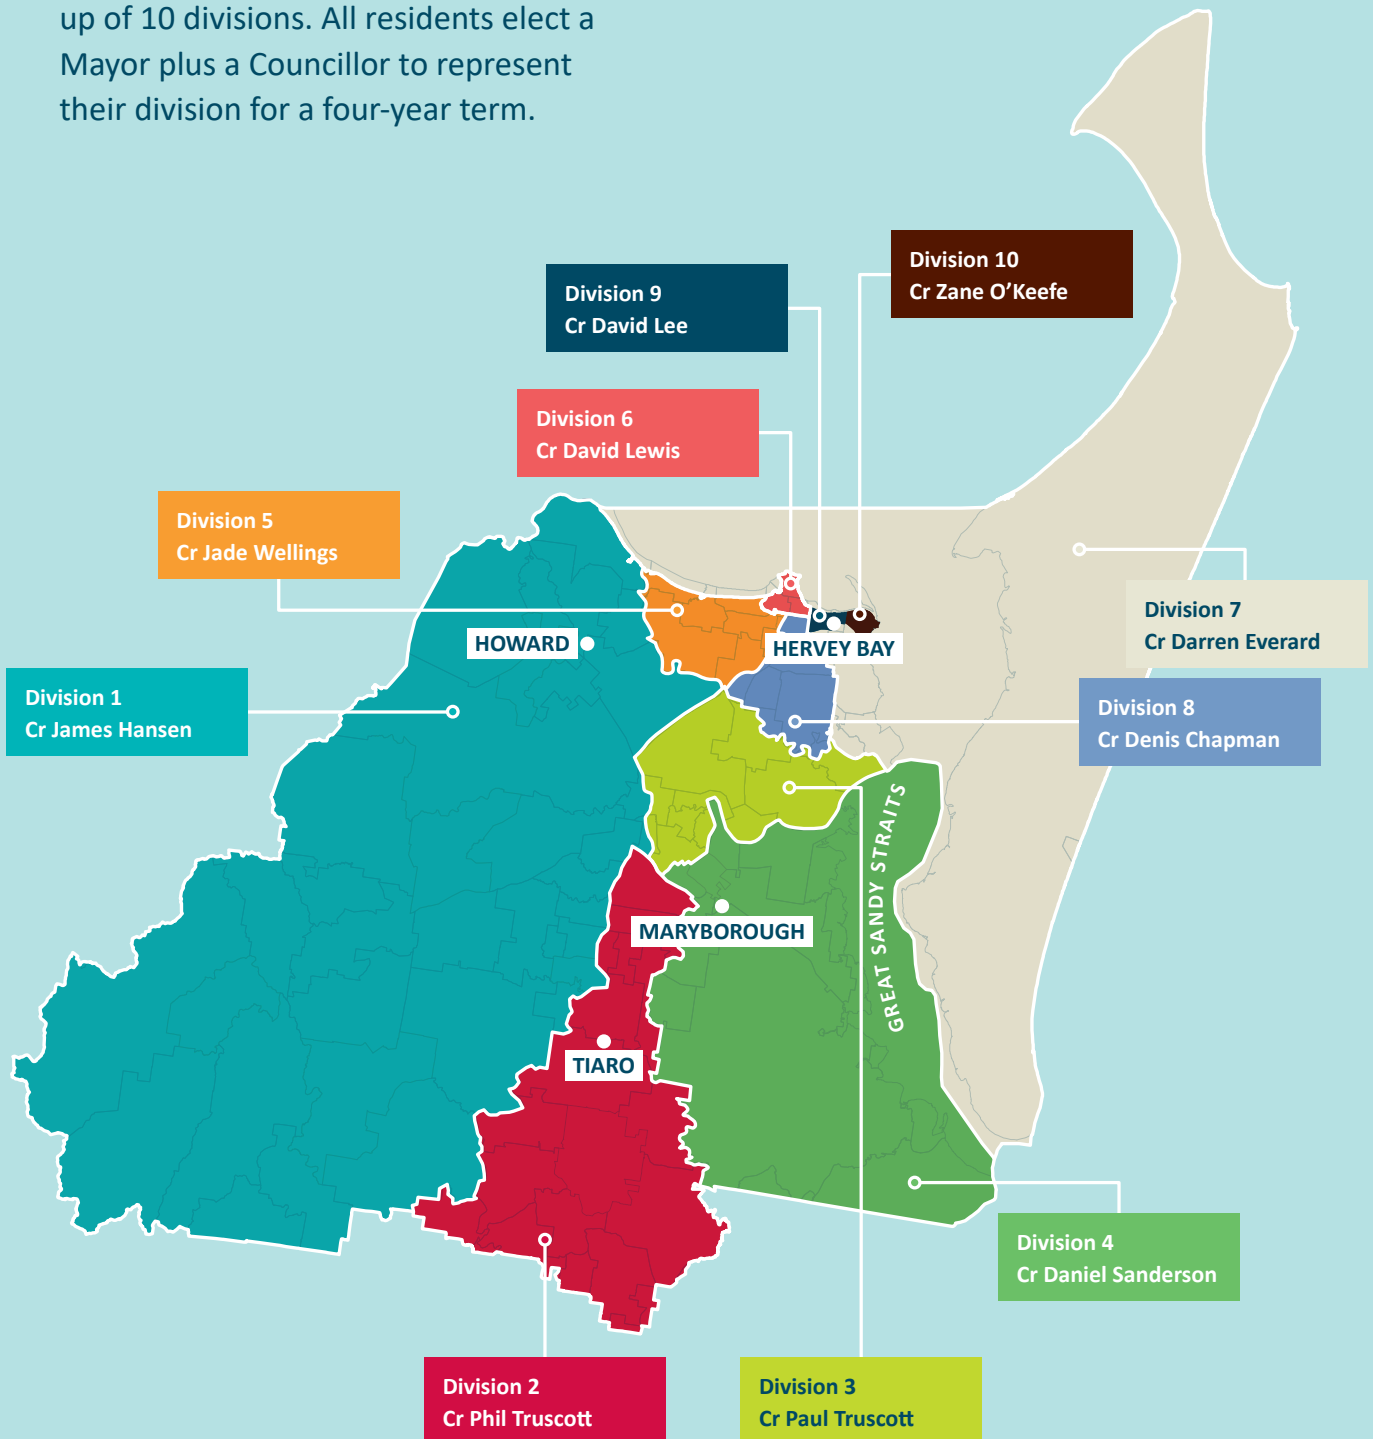 up of 10 divisions. All residents elect a
Mayor plus a Councillor to represent
their division for a four-year term.
Division 10
Cr Zane O’Keefe
Division 9
Cr David Lee
Division 6
Cr David Lewis
Division 5
Cr Jade Wellings
Division 7
Cr Darren Everard
HOWARD
HERVEY BAY
Division 1
Cr James Hansen
Division 8
Cr Denis Chapman
GREAT SANDY STRAITS
MARYBOROUGH
TIARO
Division 4
Cr Daniel Sanderson
Division 2
Cr Phil Truscott
Division 3
Cr Paul Truscott